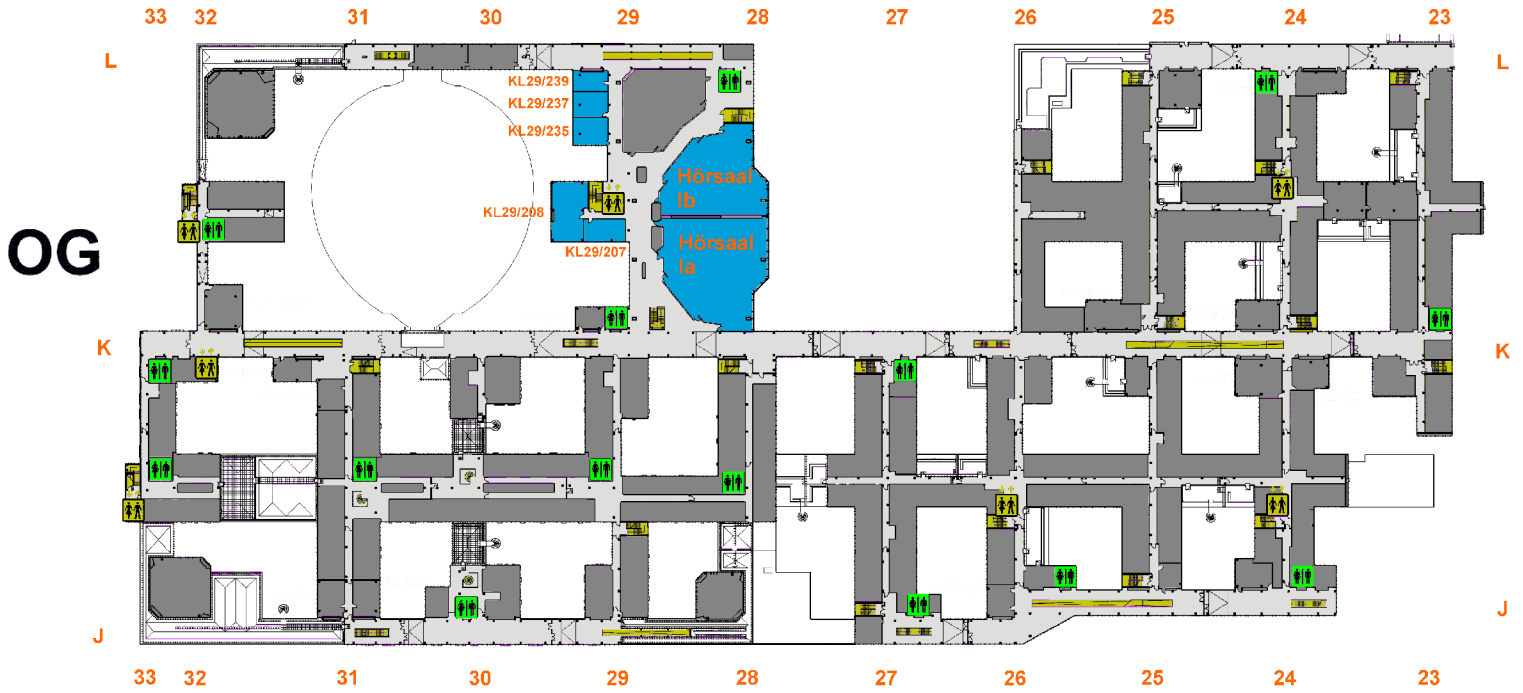 33 32 31 30 29 28 27 26 25 24 23
L L
KL29/239
KL29/237
KL29/235
Hörsaal
Ib
KL29/208
OG
Hörsaal
Ia
KL29/207
K K
J J
33 32 31 30 29 28 27 26 25 24 23